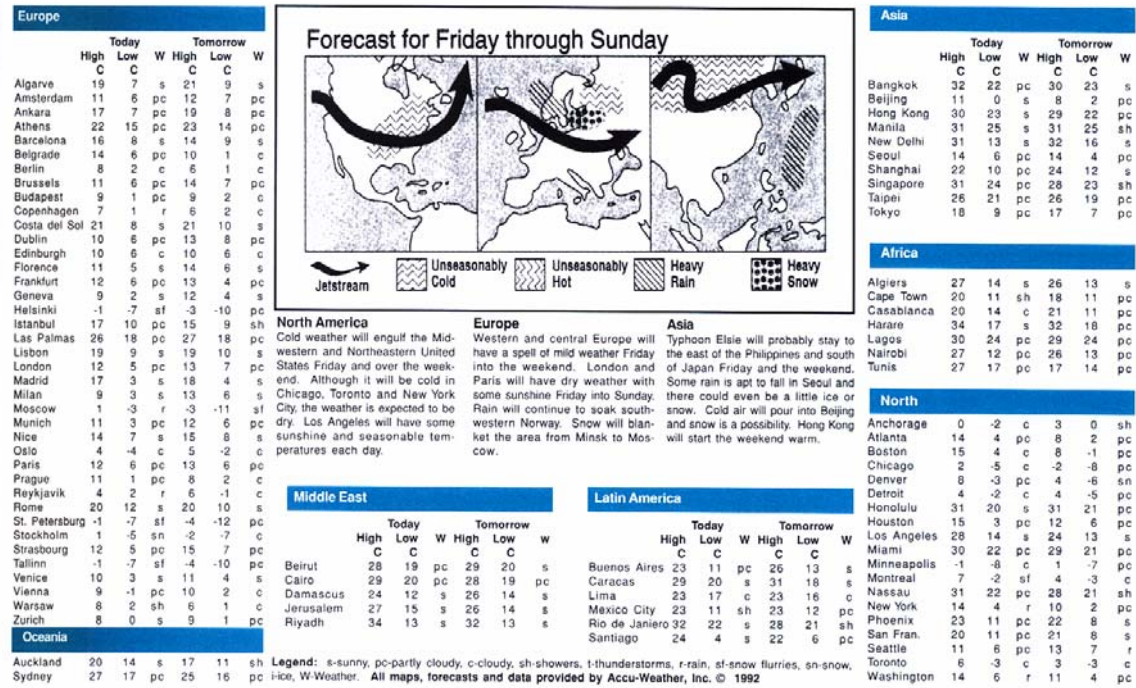 Europe
Today Tomorrow
High Low W High Low W
C C C C
Algarve 19 7 s 21 9 s
Amsterdam 11 6 pc 12 7 pc
Ankara 17 7 pc 19 8 pc
Athens 22 15 pc 23 14 pc
Barcelona 16 8 s 14 9 s
Belgrade 14 6 pc 10 1 c
Berlin 8 2 c 6 1 c
Brussels 11 6 pc 14 7 pc
Budapest 9 1 pc 9 2 c
Copenhagen 7 1 r 6 2 c
Costa del Sol 21 8 s 21 10 s
Dublin 10 6 pc 13 8 pc
Edinburgh 10 6 c 10 6 c
Florence 11 5 s 14 6 s
Frankfurt 12 6 pc 13 4 pc
Geneva 9 2 s 12 4 s
Helsinki -1 -7 sf -3 -10 pc
Istanbul 17 10 pc 15 9 sh
Las Palmas 26 18 pc 27 18 pc
Lisbon 19 9 s 19 10 s
London 12 5 pc 13 7 pc
Madrid 17 3 s 18 4 s
Milan 9 3 s 13 6 s
Moscow 1 -3 r -3 -11 sf
Munich 11 3 pc 12 6 pc
Nice 14 7 s 15 8 s
Oslo 4 -4 c 5 -2 c
Paris 12 6 pc 13 6 pc
Prague 11 1 pc 8 2 c
Reykjavik 4 2 r 6 -1 c
Rome 20 12 s 20 10 s
St. Petersburg -1 -7 sf -4 -12 pc
Stockholm 1 -5 sn -2 -7 c
Strasbourg 12 5 pc 15 7 pc
Tallinn -1 -7 sf -4 -10 pc
Venice 10 3 s 11 4 s
Vienna 9 -1 pc 10 2 c
Warsaw 8 2 sh 6 1 c
Zurich 8 0 s 9 1 pc
Oceania
Auckland 20 14 s 17 11 sh
Sydney 27 17 pc 25 16 pc
Forecast for Friday through Sunday
Jetstream
Unseasonably Cold
Unseasonably Hot
Heavy Rain
Heavy Snow
North America
Cold weather will engulf the Mid-
western and Northeastern United
States Friday and over the week-
end. Although it will be cold in
Chicago, Toronto and New York
City, the weather is expected to be
dry. Los Angeles will have some
sunshine and seasonable tem-
peratures each day.
Europe
Western and central Europe will
have a spell of mild weather Friday
into the weekend. London and
Paris will have dry weather with
some sunshine Friday into Sunday.
Rain will continue to soak south-
western Norway. Snow will blan-
ket the area from Minsk to Mos-
cow.
Asia
Typhoon Elsie will probably stay to
the east of the Philippines and south
of Japan Friday and the weekend.
Some rain is apt to fall in Seoul and
there could even be a little ice or
snow. Cold air will pour into Beijing
and snow is a possibility. Hong Kong
will start the weekend warm.
Middle East
Today Tomorrow
High Low W High Low W
C C C C
Beirut 28 19 pc 29 20 s
Cairo 29 20 pc 28 19 pc
Damascus 24 12 s 26 14 s
Jerusalem 27 15 s 26 14 s
Riyadh 34 13 s 32 13 s
Latin America
Today Tomorrow
High Low W High Low W
C C C C
Buenos Aires 23 11 pc 26 13 s
Caracas 29 20 s 31 18 s
Lima 23 17 c 23 16 c
Mexico City 23 11 sh 23 12 pc
Rio de Janiero 32 22 s 28 21 sh
Santiago 24 4 s 22 6 pc
Legend: s-sunny, pc-partly cloudy, c-cloudy, sh-showers, t-thunderstorms, r-rain, sf-snow flurries, sn-snow,
i-ice, W-Weather. All maps, forecasts and data provided by Accu-Weather, Inc. © 1992
Asia
Today Tomorrow
High Low W High Low W
C C C C
Bangkok 32 22 pc 30 23 s
Beijing 11 0 s 8 2 pc
Hong Kong 30 23 s 29 22 pc
Manila 31 25 s 31 25 sh
New Delhi 31 13 s 32 16 s
Seoul 14 6 pc 14 4 pc
Shanghai 22 10 pc 24 12 s
Singapore 31 24 pc 28 23 sh
Taipei 26 21 pc 26 19 pc
Tokyo 18 9 pc 17 7 pc
Africa
Algiers 27 14 s 26 13 s
Cape Town 20 11 sh 18 11 pc
Casablanca 20 14 c 21 11 pc
Harare 34 17 s 32 18 pc
Lagos 30 24 pc 29 24 pc
Nairobi 27 12 pc 26 13 pc
Tunis 27 17 pc 17 14 pc
North
Anchorage 0 -2 c 3 0 sh
Atlanta 14 4 pc 8 2 pc
Boston 15 4 c 8 -1 pc
Chicago 2 -5 c -2 -8 pc
Denver 8 -3 pc 4 -6 sn
Detroit 4 -2 c 4 -5 pc
Honolulu 31 20 s 31 21 pc
Houston 15 3 pc 12 6 pc
Los Angeles 28 14 s 24 13 s
Miami 30 22 pc 29 21 pc
Minneapolis -1 -8 c 1 -7 pc
Montreal 7 -2 sf 4 -3 c
Nassau 31 22 pc 28 21 sh
New York 14 4 r 10 2 pc
Phoenix 23 11 pc 22 8 s
San Fran. 20 11 pc 21 8 s
Seattle 11 6 pc 13 7 r
Toronto 6 -3 c 3 -3 c
Washington 14 6 r 11 4 pc